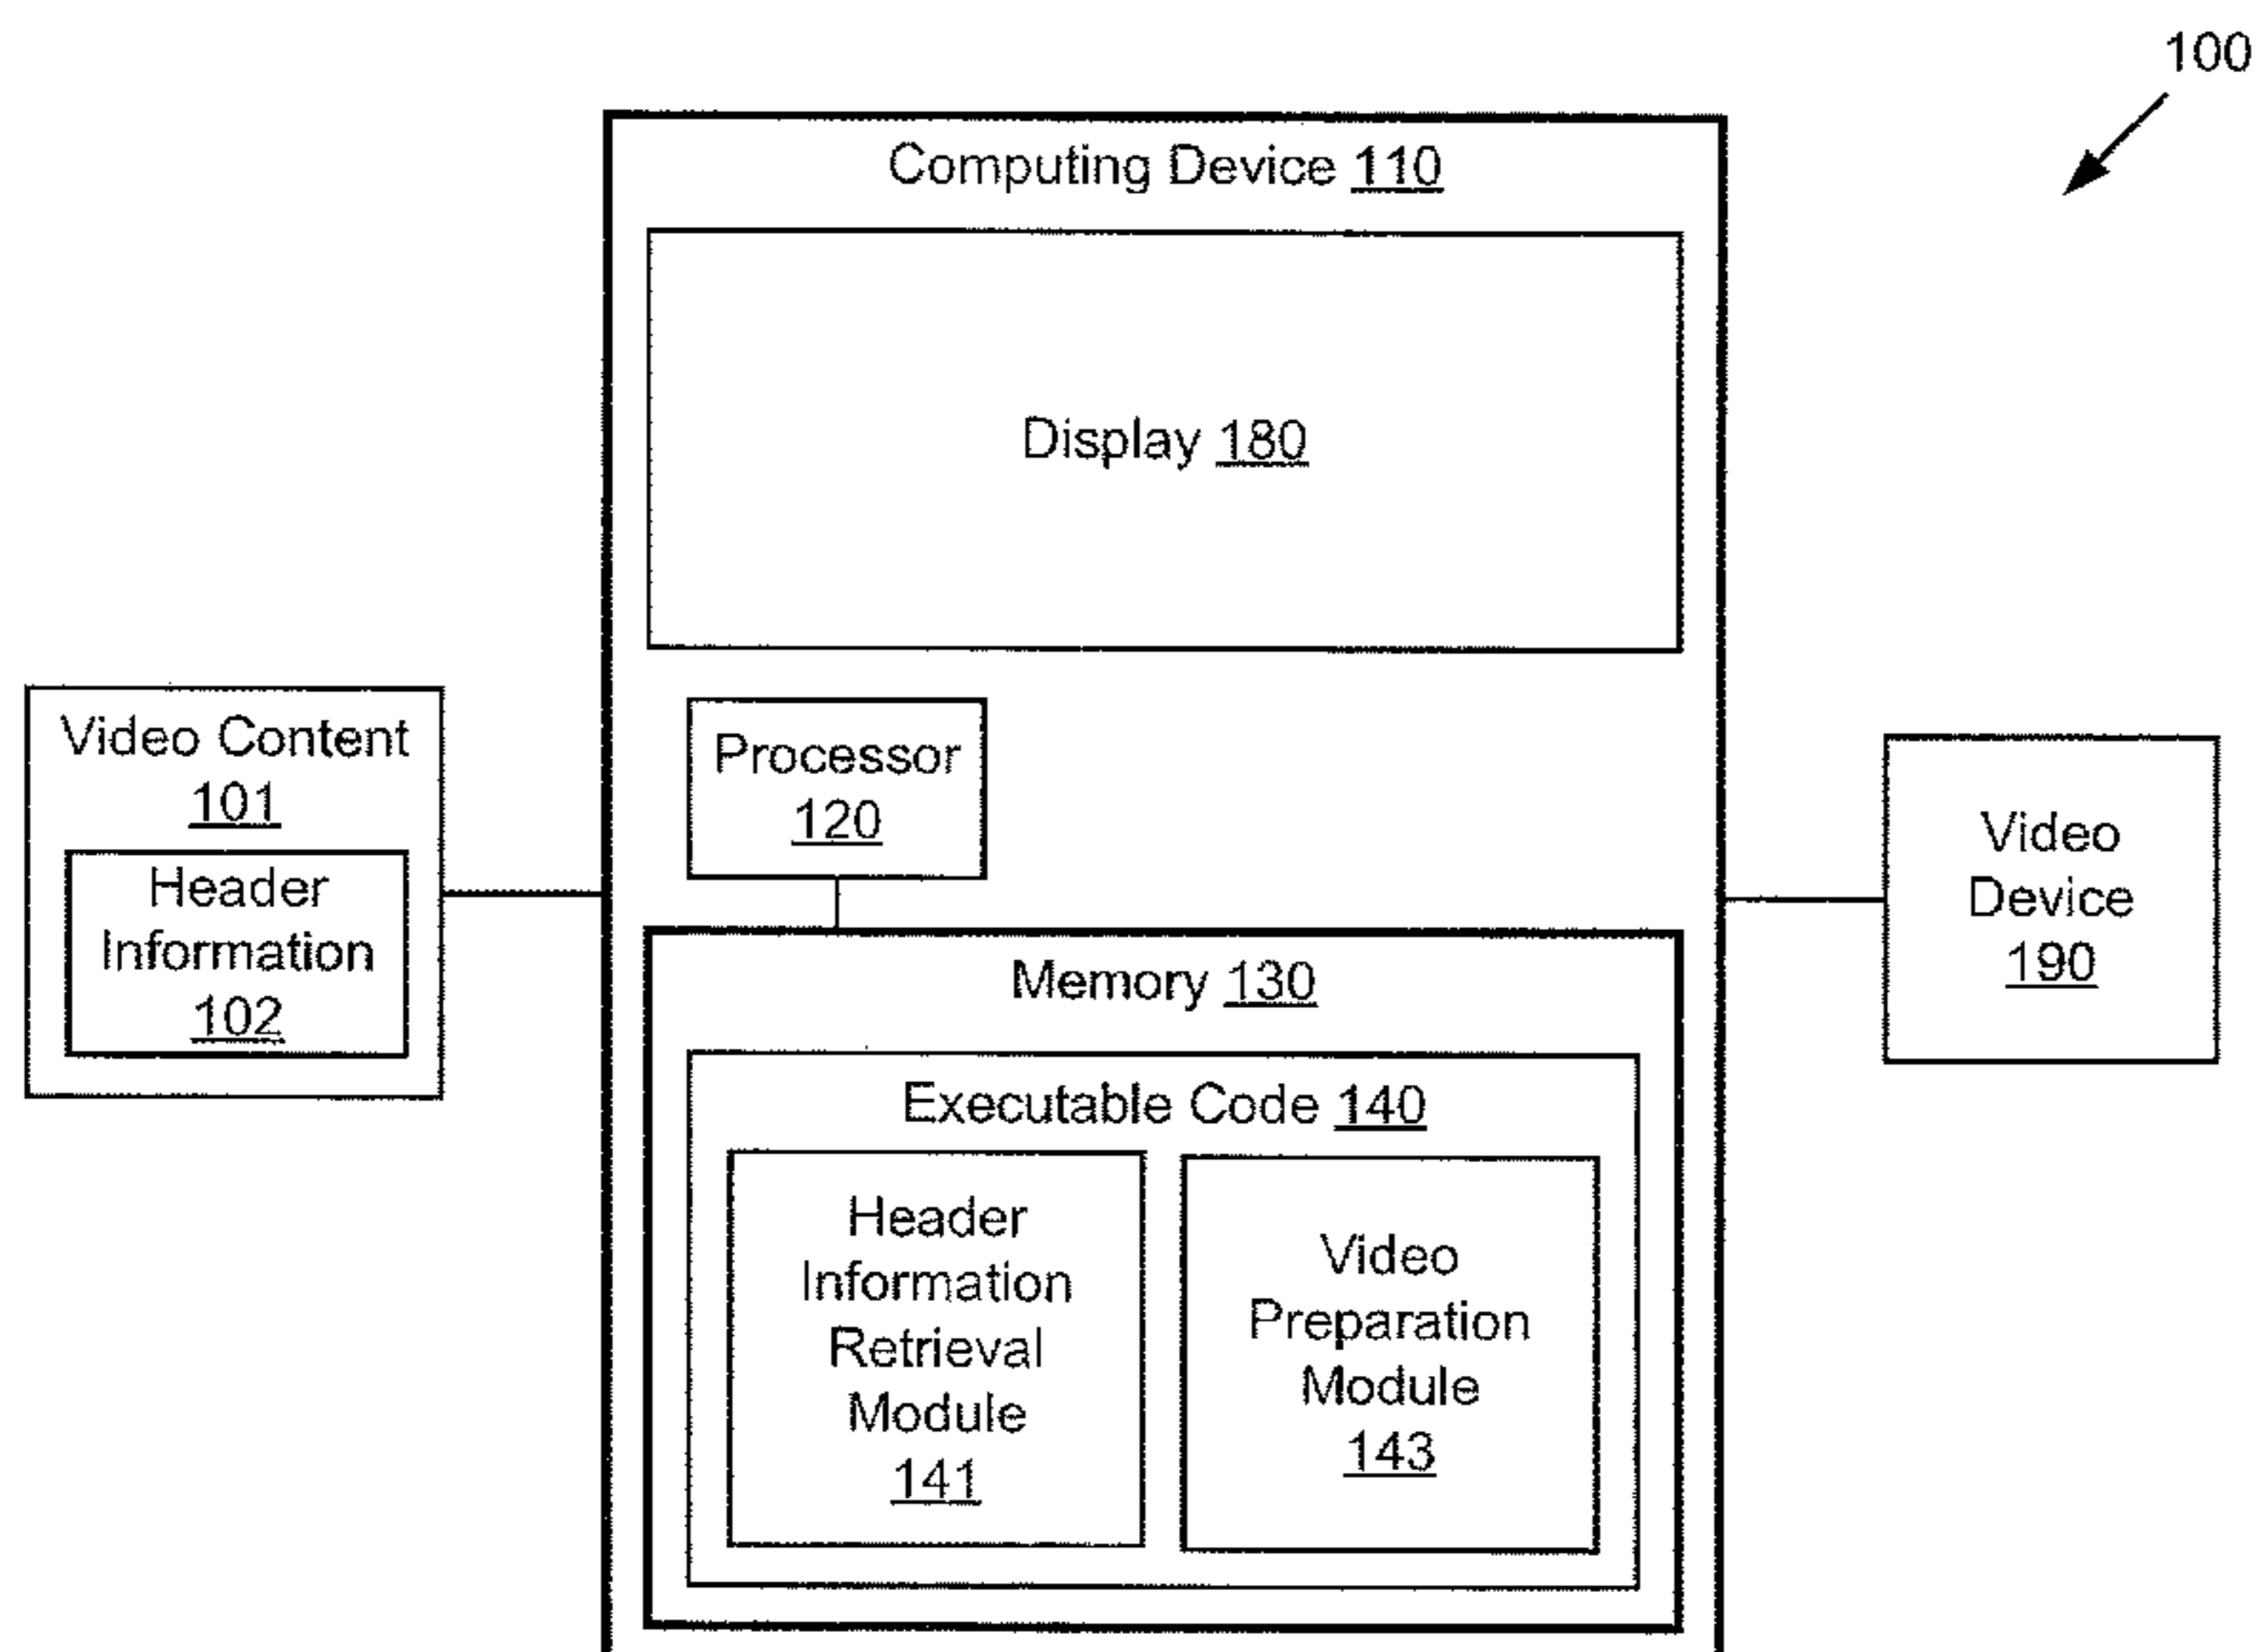 100
Computing Device 110
Display 180
Video Content
101
Header
Information
102
Processor
120
Memory 130
Executable Code 140
Header
Information
Retrieval
Module
141
Video
Preparation
Module
143
Video
Device
190